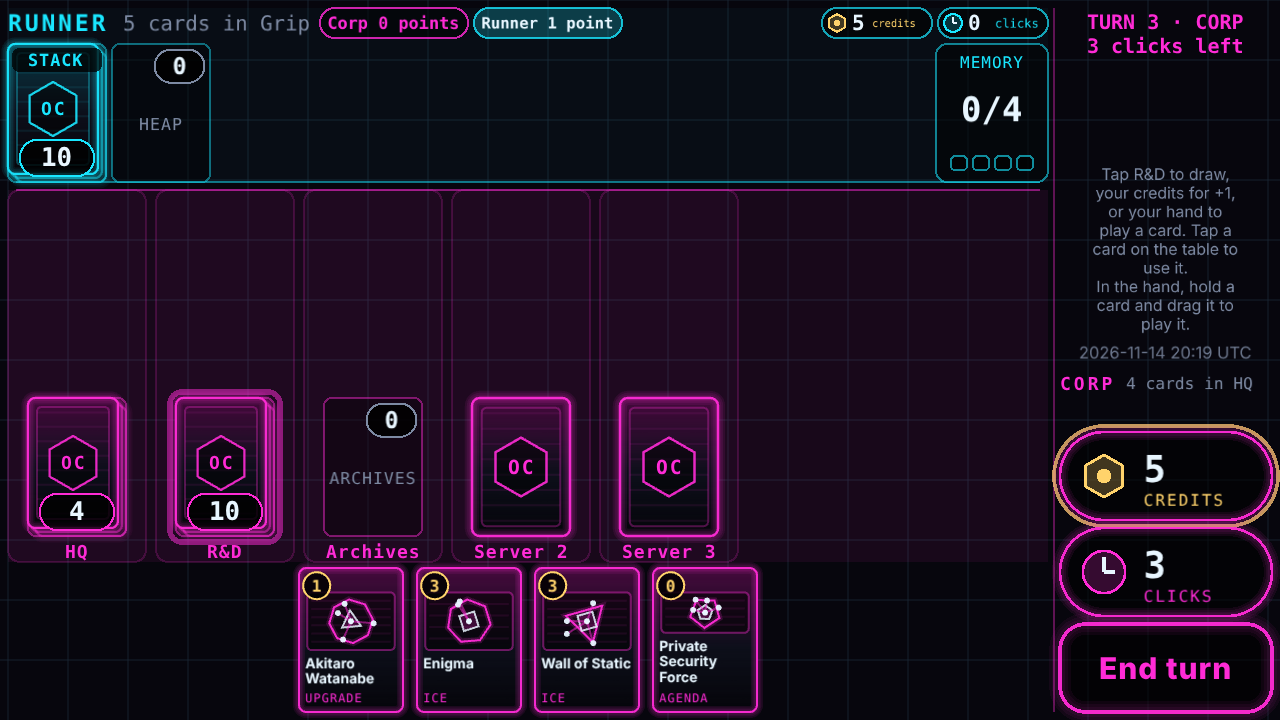 RUNNER 5 cards in Grip Corp 0 points Runner 1 point 5 credits 0 clicks
STACK
OC
10
0
HEAP
MEMORY
0/4
TURN 3 · CORP
3 clicks left
Tap R&D to draw,
your credits for +1,
or your hand to
play a card. Tap a
card on the table to
use it.
In the hand, hold a
card and drag it to
play it.
2026-11-14 20:19 UTC
CORP 4 cards in HQ
OC
4
HQ
OC
10
R&D
0
ARCHIVES
Archives
OC
Server 2
OC
Server 3
5
CREDITS
3
CLICKS
End turn
1
Akitaro
Watanabe
UPGRADE
3
Enigma
ICE
3
Wall of Static
ICE
0
Private
Security
Force
AGENDA